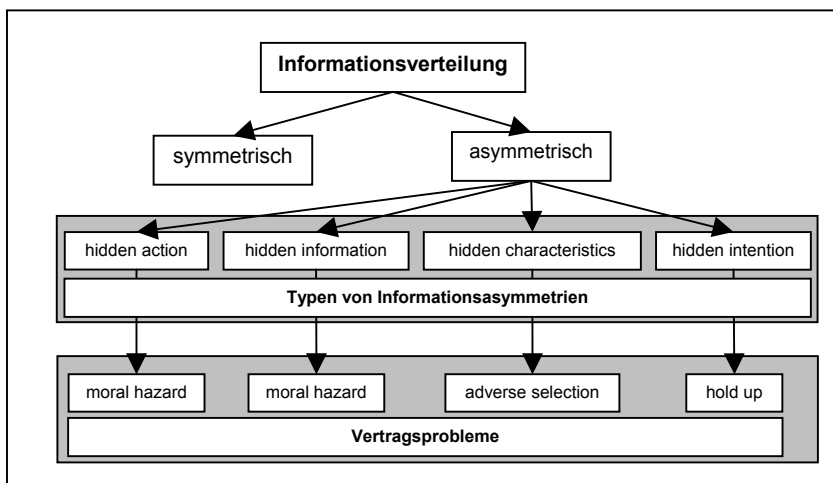 Informationsverteilung
symmetrisch
asymmetrisch
hidden action
hidden information
hidden characteristics
hidden intention
Typen von Informationsasymmetrien
moral hazard
moral hazard
adverse selection
hold up
Vertragsprobleme